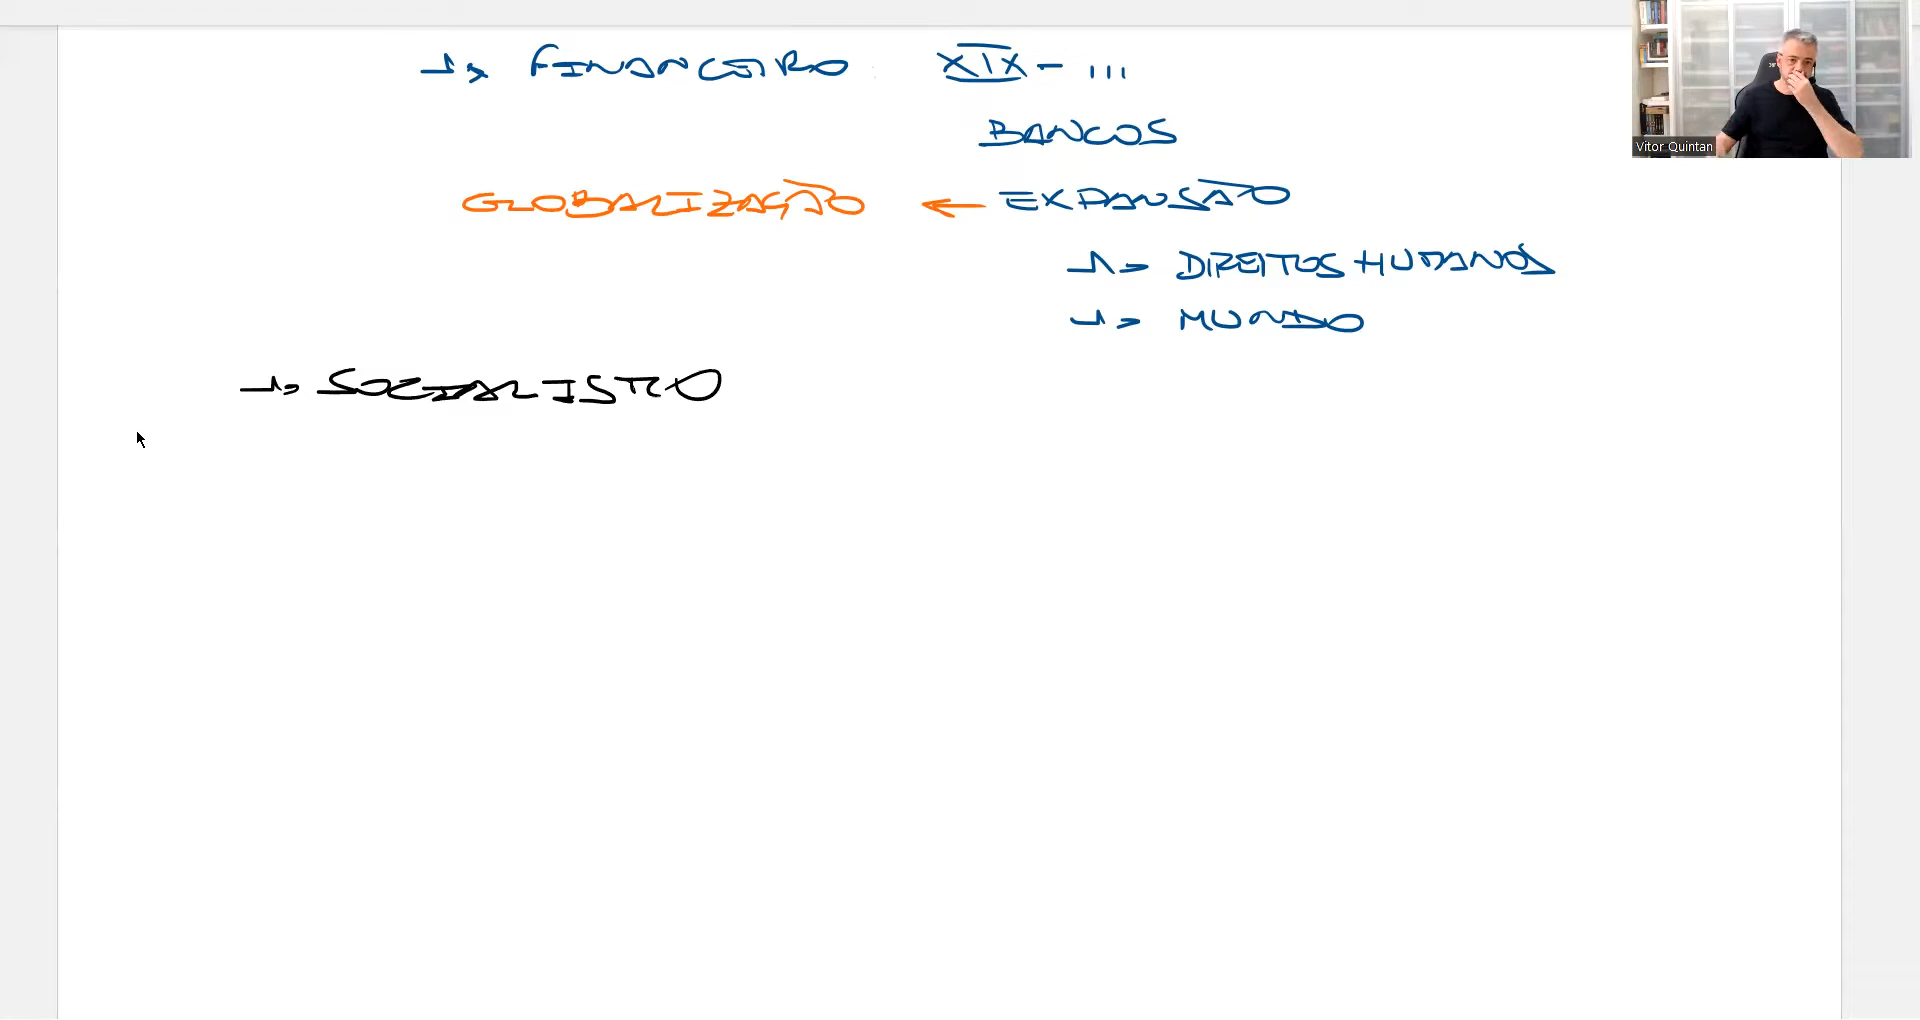 → FINANCEIRO XIX - ...
BANCOS
GLOBALIZAÇÃO ← EXPANSÃO
→ DIREITOS HUMANOS
→ MUNDO
→ SOCIALISMO
Vitor Quintan